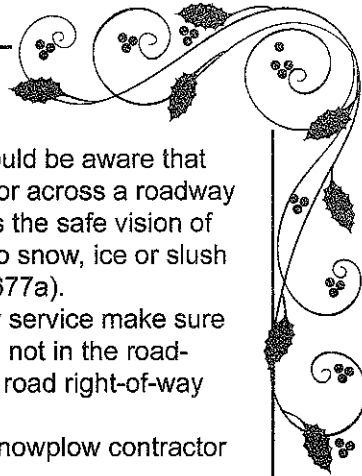 ould be aware that
or across a roadway
s the safe vision of
o snow, ice or slush
677a).
y service make sure
not in the road-
road right-of-way
nowplow contractor